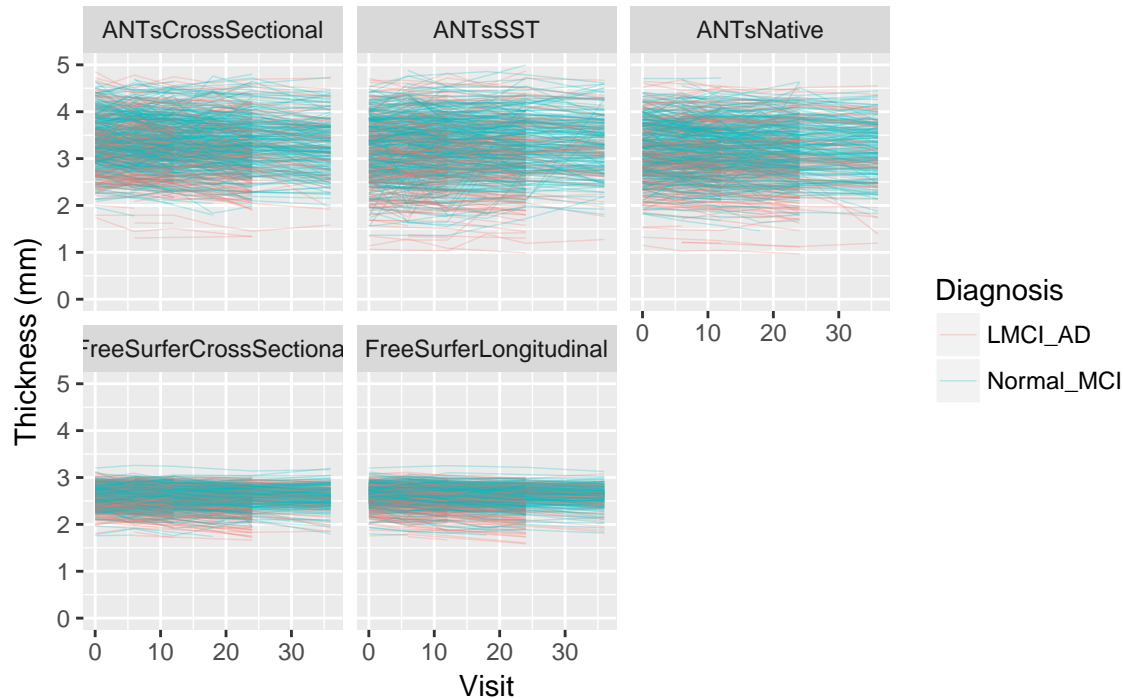 ANTsCrossSectional
ANTsSST
ANTsNative
5
4
3
2
1
0
0 10 20 30
FreeSurferCrossSectiona
FreeSurferLongitudinal
5
4
3
2
1
0
0 10 20 30
0 10 20 30
Thickness (mm)
Visit
Diagnosis
LMCI_AD
Normal_MCI